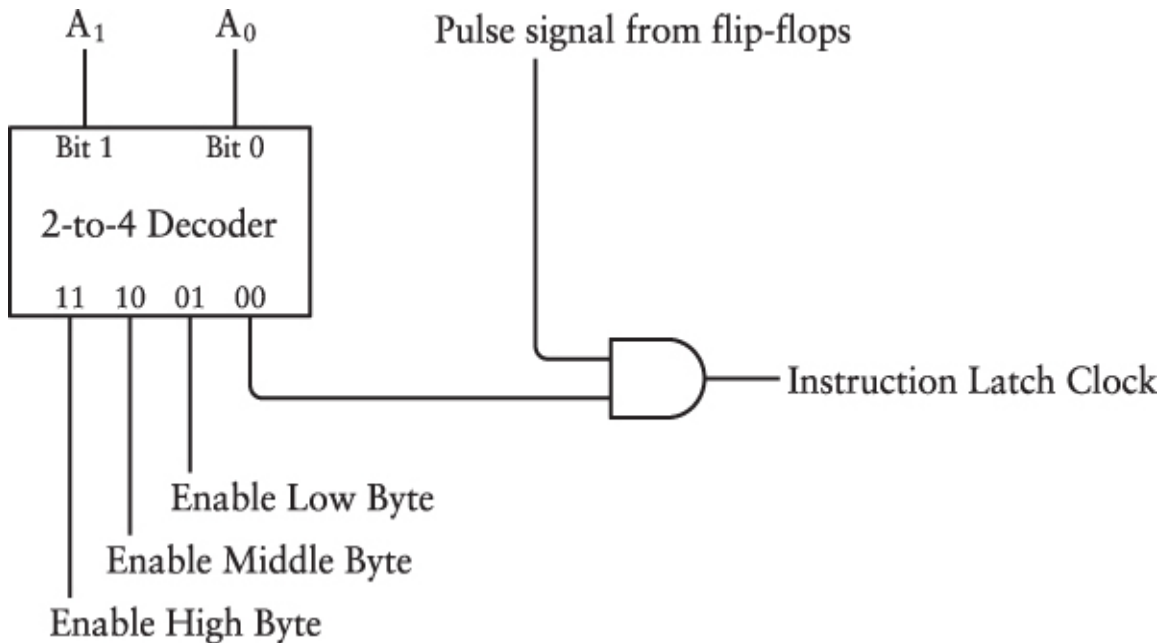 A₁ A₀ Pulse signal from flip-flops
Bit 1 Bit 0
2-to-4 Decoder
11 10 01 00
Instruction Latch Clock
Enable Low Byte
Enable Middle Byte
Enable High Byte